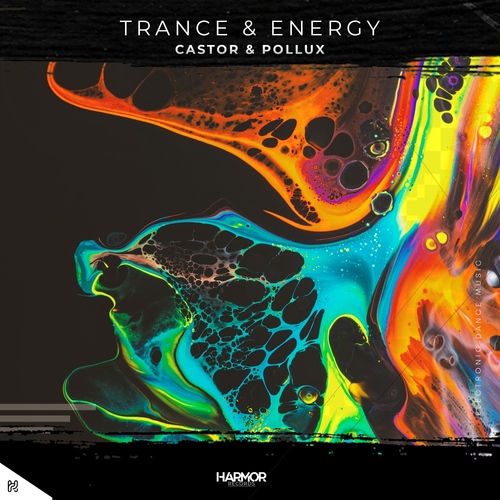 TRANCE & ENERGY
CASTOR & POLLUX
ELECTRONIC DANCE MUSIC
HARMOR
RECORDS